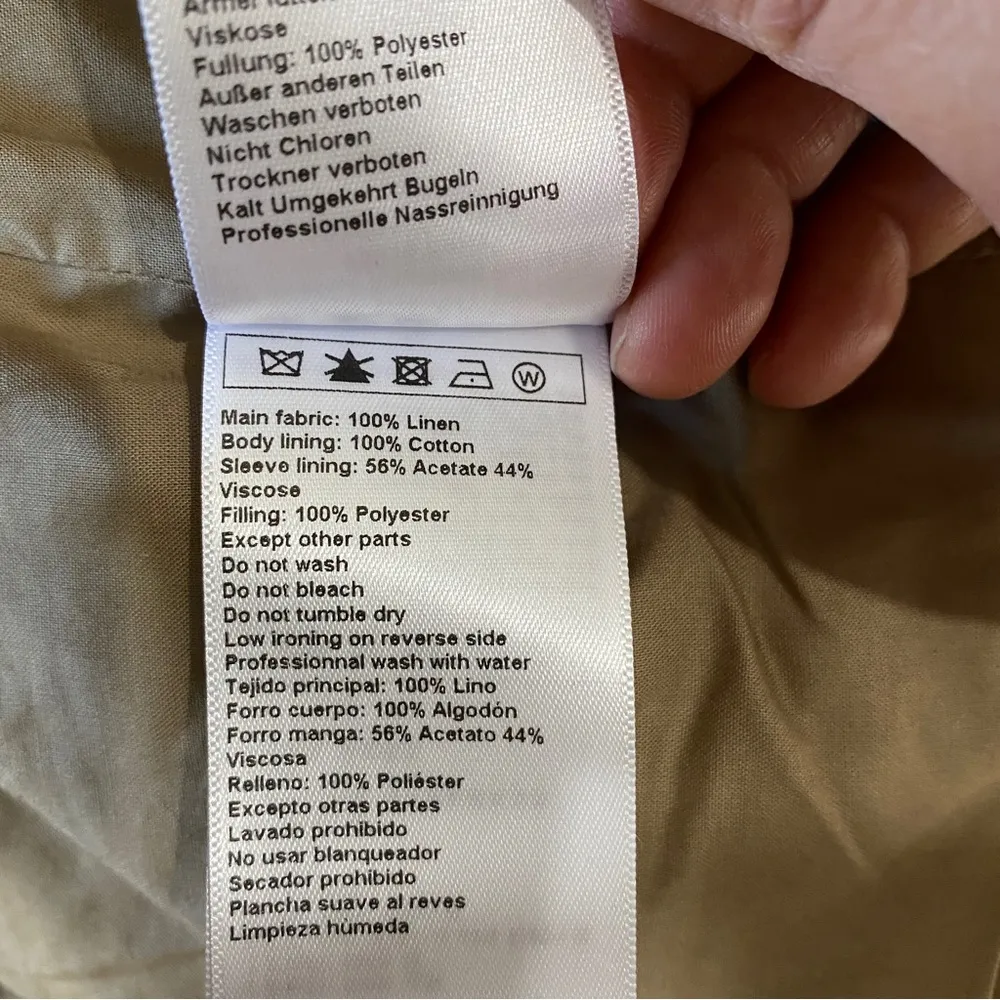 Viskose
Fullung: 100% Polyester
Außer anderen Teilen
Waschen verboten
Nicht Chloren
Trockner verboten
Kalt Umgekehrt Bugeln
Professionelle Nassreinnigung
W
Main fabric: 100% Linen
Body lining: 100% Cotton
Sleeve lining: 56% Acetate 44%
Viscose
Filling: 100% Polyester
Except other parts
Do not wash
Do not bleach
Do not tumble dry
Low ironing on reverse side
Professionnal wash with water
Tejido principal: 100% Lino
Forro cuerpo: 100% Algodón
Forro manga: 56% Acetato 44%
Viscosa
Relleno: 100% Poliéster
Excepto otras partes
Lavado prohibido
No usar blanqueador
Secador prohibido
Plancha suave al reves
Limpieza húmeda